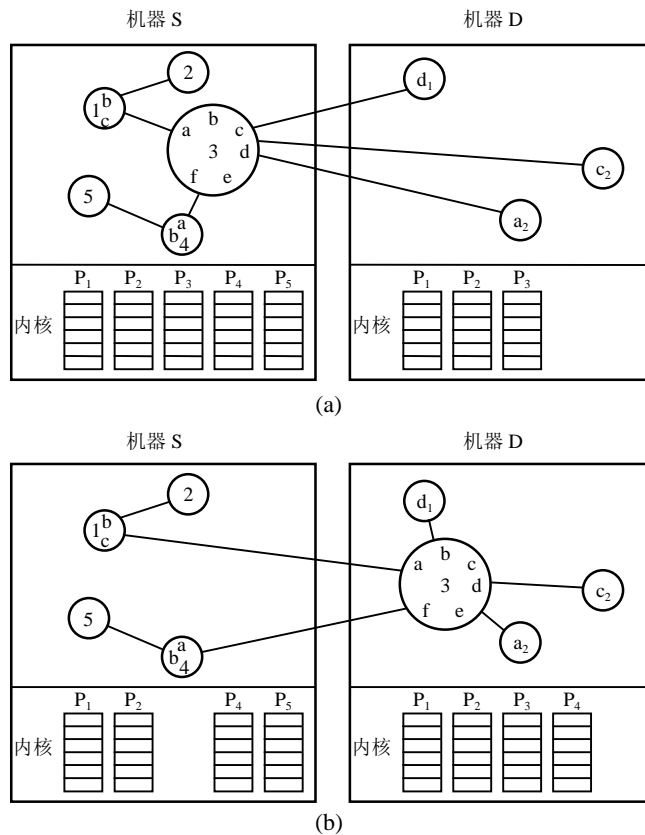 机器 S 机器 D
2
d₁
1 b c
a b c d e f 3
c₂
5
a b 4
a₂
P₁ P₂ P₃ P₄ P₅ P₁ P₂ P₃
内核 内核
(a)
机器 S 机器 D
2
d₁
1 b c
a b c d e f 3
c₂
5
a b 4
a₂
P₁ P₂ P₄ P₅ P₁ P₂ P₃ P₄
内核 内核
(b)